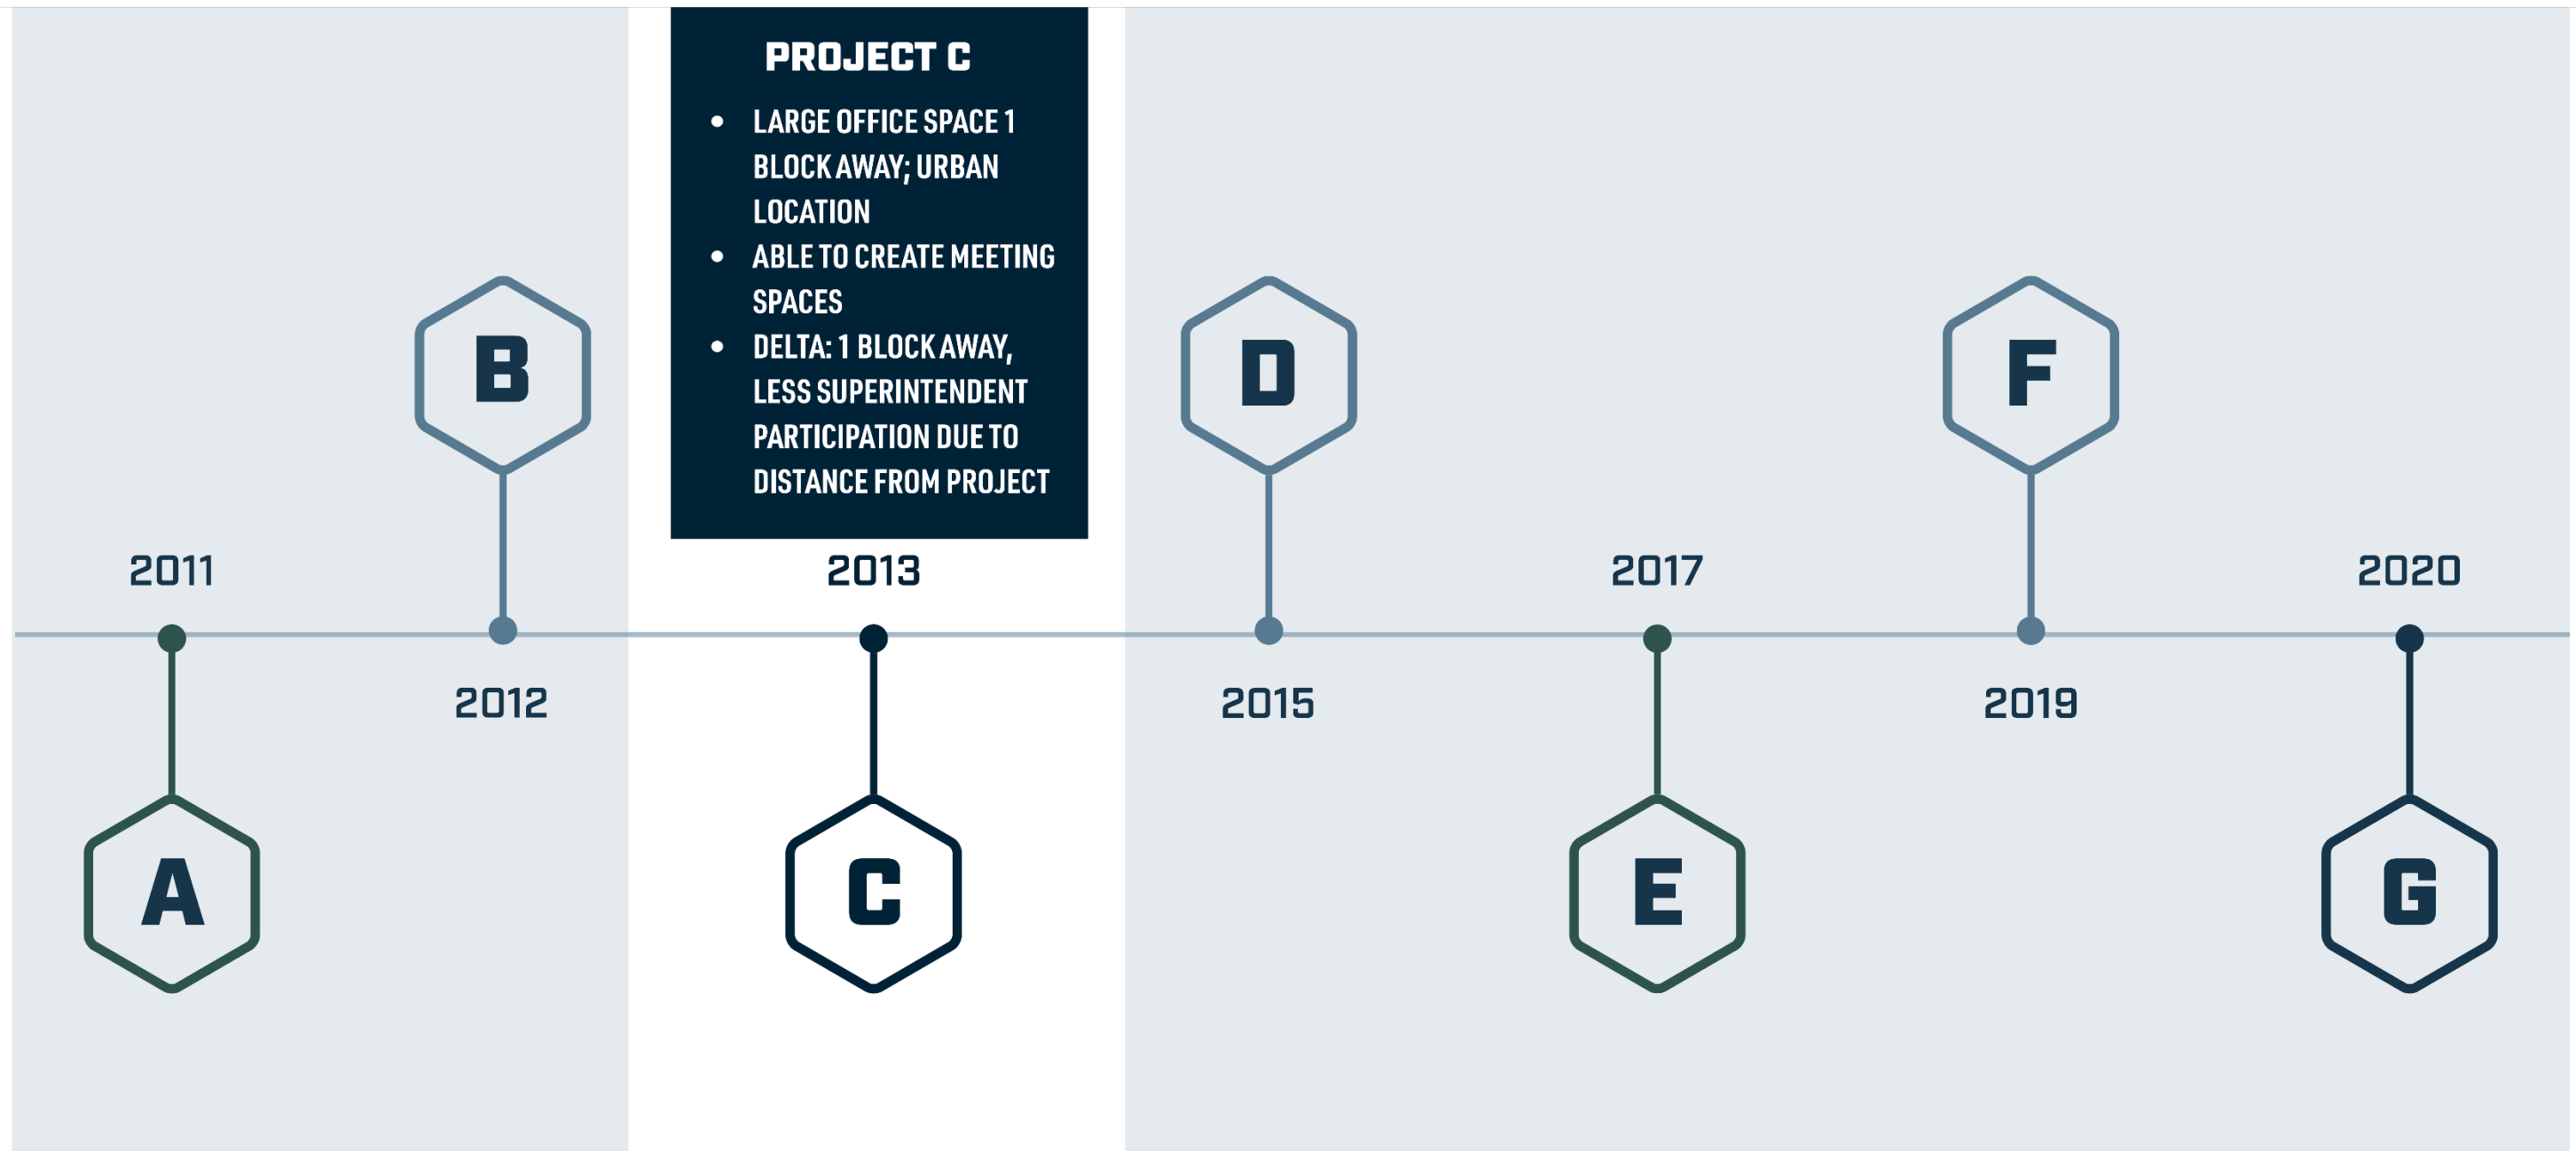 PROJECT C
• LARGE OFFICE SPACE 1
BLOCK AWAY; URBAN
LOCATION
• ABLE TO CREATE MEETING
SPACES
• DELTA: 1 BLOCK AWAY,
LESS SUPERINTENDENT
PARTICIPATION DUE TO
DISTANCE FROM PROJECT
B
D
F
2011
2013
2017
2020
2012
2015
2019
A
C
E
G